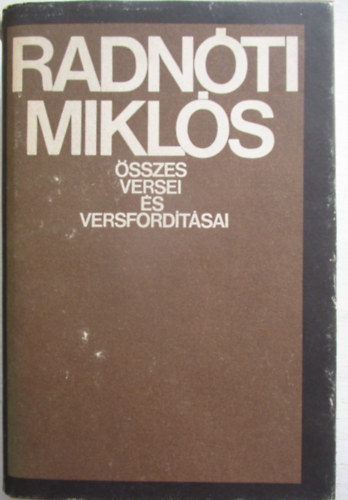 RADNÓTI
MIKLÓS
ÖSSZES
VERSEI
ÉS
VERSFORDÍTÁSAI